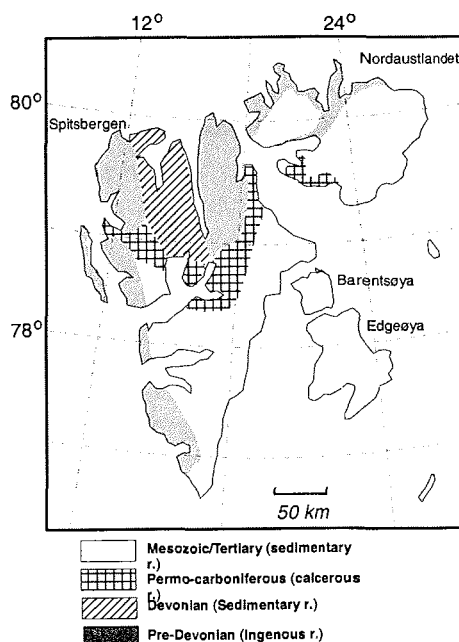 12° 24°
Nordaustlandet
80°
Spitsbergen
Barentsøya
78°
Edgeøya
50 km
Mesozoic/Tertiary (sedimentary
r.)
Permo-carboniferous (calcerous
r.)
Devonian (Sedimentary r.)
Pre-Devonian (Ingenous r.)